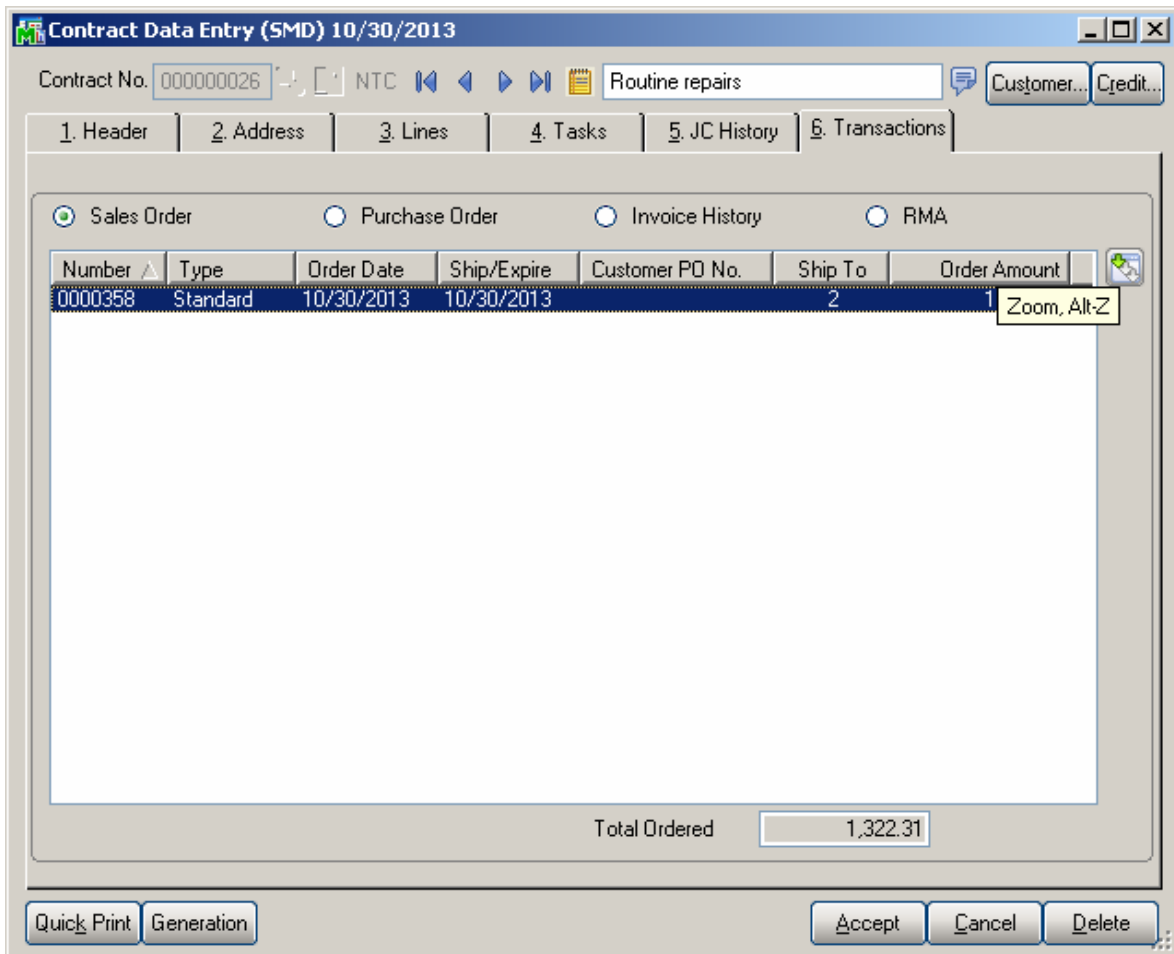 Contract Data Entry (SMD) 10/30/2013
Contract No. 000000026 NTC Routine repairs Customer... Credit...
1. Header 2. Address 3. Lines 4. Tasks 5. JC History 6. Transactions
Sales Order Purchase Order Invoice History RMA
Number Type Order Date Ship/Expire Customer PO No. Ship To Order Amount
0000358 Standard 10/30/2013 10/30/2013 2 1
Zoom, Alt-Z
Total Ordered 1,322.31
Quick Print Generation Accept Cancel Delete